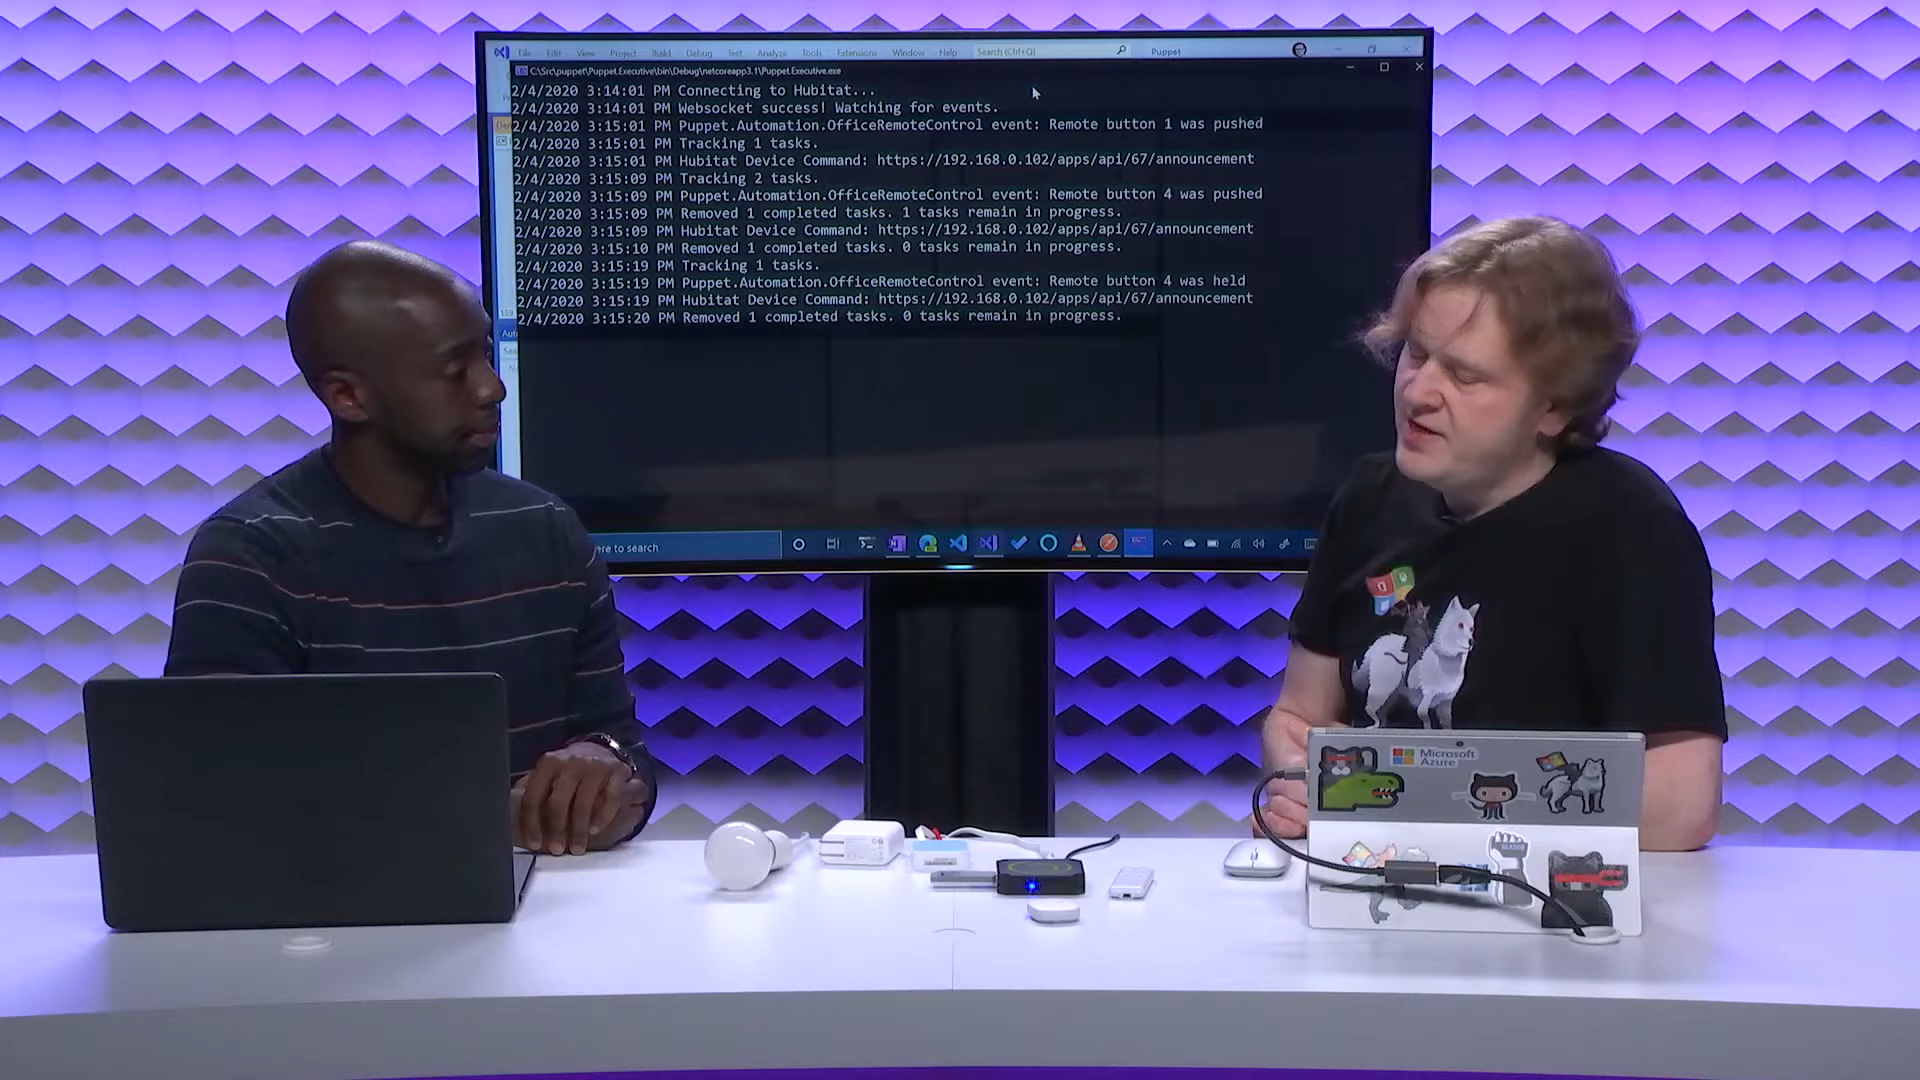 File Edit View Project Build Debug Test Analyze Tools Extensions Window Help Search (Ctrl+Q) Puppet
C:\Src\puppet\Puppet.Executive\bin\Debug\netcoreapp3.1\Puppet.Executive.exe
2/4/2020 3:14:01 PM Connecting to Hubitat...
2/4/2020 3:14:01 PM Websocket success! Watching for events.
2/4/2020 3:15:01 PM Puppet.Automation.OfficeRemoteControl event: Remote button 1 was pushed
2/4/2020 3:15:01 PM Tracking 1 tasks.
2/4/2020 3:15:01 PM Hubitat Device Command: https://192.168.0.102/apps/api/67/announcement
2/4/2020 3:15:09 PM Tracking 2 tasks.
2/4/2020 3:15:09 PM Puppet.Automation.OfficeRemoteControl event: Remote button 4 was pushed
2/4/2020 3:15:09 PM Removed 1 completed tasks. 1 tasks remain in progress.
2/4/2020 3:15:09 PM Hubitat Device Command: https://192.168.0.102/apps/api/67/announcement
2/4/2020 3:15:10 PM Removed 1 completed tasks. 0 tasks remain in progress.
2/4/2020 3:15:19 PM Tracking 1 tasks.
2/4/2020 3:15:19 PM Puppet.Automation.OfficeRemoteControl event: Remote button 4 was held
2/4/2020 3:15:19 PM Hubitat Device Command: https://192.168.0.102/apps/api/67/announcement
2/4/2020 3:15:20 PM Removed 1 completed tasks. 0 tasks remain in progress.
ere to search
Microsoft
Azure